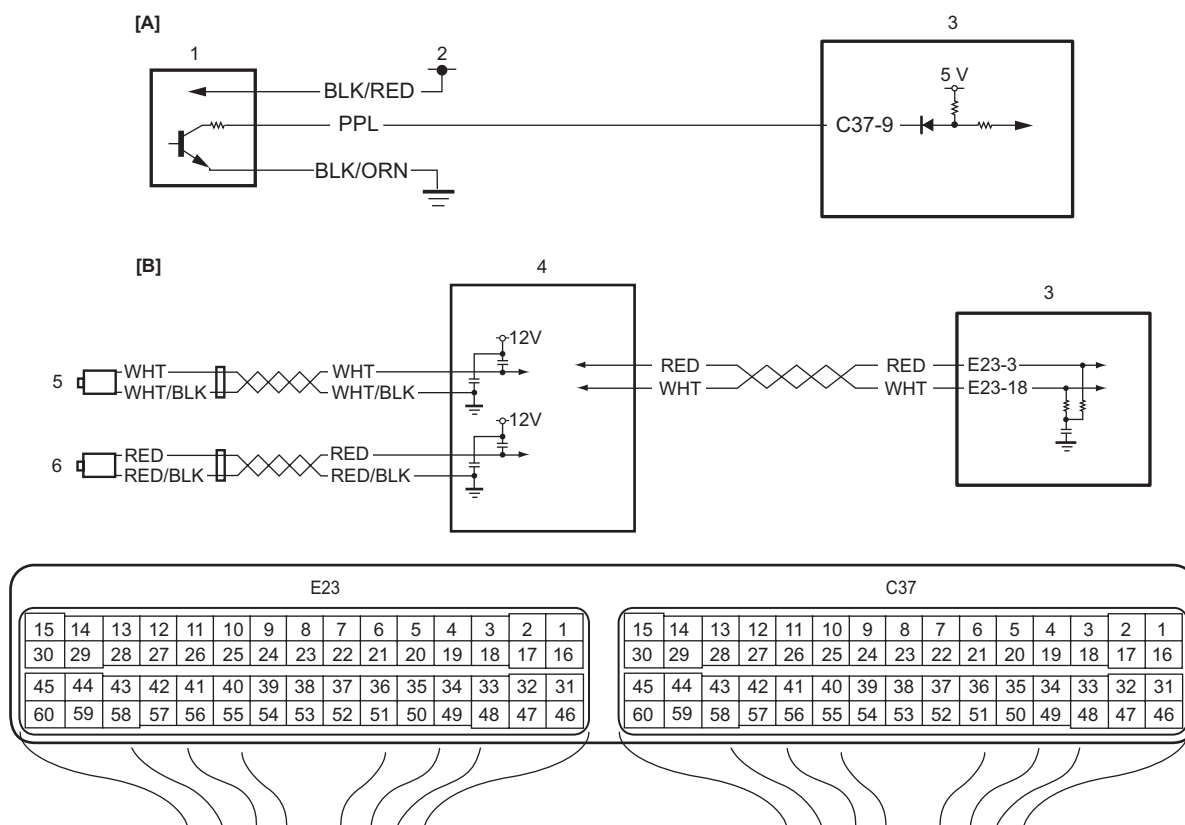 [A]
1
2
3
BLK/RED
5 V
PPL
C37-9
BLK/ORN
[B]
4
3
12V
WHT
WHT
RED
RED
E23-3
5
WHT/BLK
WHT/BLK
WHT
WHT
E23-18
12V
RED
RED
6
RED/BLK
RED/BLK
E23
C37
15 14 13 12 11 10 9 8 7 6 5 4 3 2 1
30 29 28 27 26 25 24 23 22 21 20 19 18 17 16
45 44 43 42 41 40 39 38 37 36 35 34 33 32 31
60 59 58 57 56 55 54 53 52 51 50 49 48 47 46
15 14 13 12 11 10 9 8 7 6 5 4 3 2 1
30 29 28 27 26 25 24 23 22 21 20 19 18 17 16
45 44 43 42 41 40 39 38 37 36 35 34 33 32 31
60 59 58 57 56 55 54 53 52 51 50 49 48 47 46